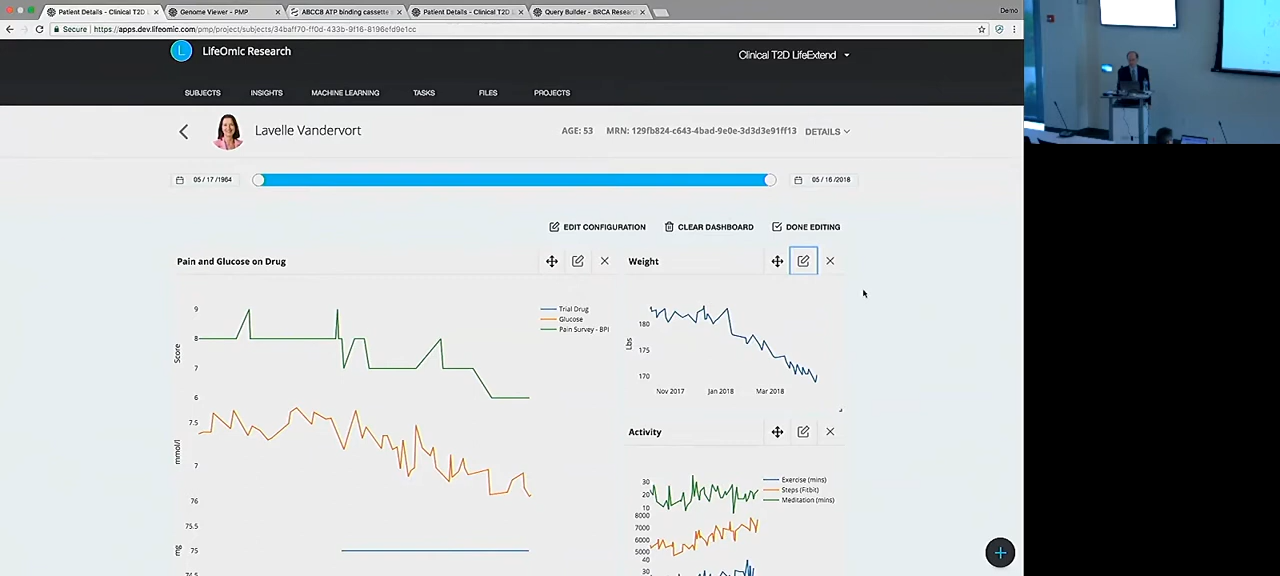 Patient Details - Clinical T2D
Genome Viewer - PMP
ABCCB ATP binding cassette
Patient Details - Clinical T2D
Query Builder - BRCA Resear
Demo
Secure
https://apps.dev.lifeomic.com/pmp/project/subjects/34baff70-ff0d-433b-9f16-8196efd9e1cc
L
LifeOmic Research
Clinical T2D LifeExtend
SUBJECTS
INSIGHTS
MACHINE LEARNING
TASKS
FILES
PROJECTS
Lavelle Vandervort
AGE: 53
MRN: 129fb824-c643-4bad-9e0e-3d3d3e91ff13
DETAILS
05 / 17 /1964
05 / 16 /2018
EDIT CONFIGURATION
CLEAR DASHBOARD
DONE EDITING
Pain and Glucose on Drug
9
8
7
6
Score
Trial Drug
Glucose
Pain Survey - BPI
7.5
7
mmol/l
76
75.5
75
74.5
mg
Weight
180
175
170
Lbs
Nov 2017
Jan 2018
Mar 2018
Activity
30
20
10
8000
7000
6000
5000
40
30
Exercise (mins)
Steps (Fitbit)
Meditation (mins)